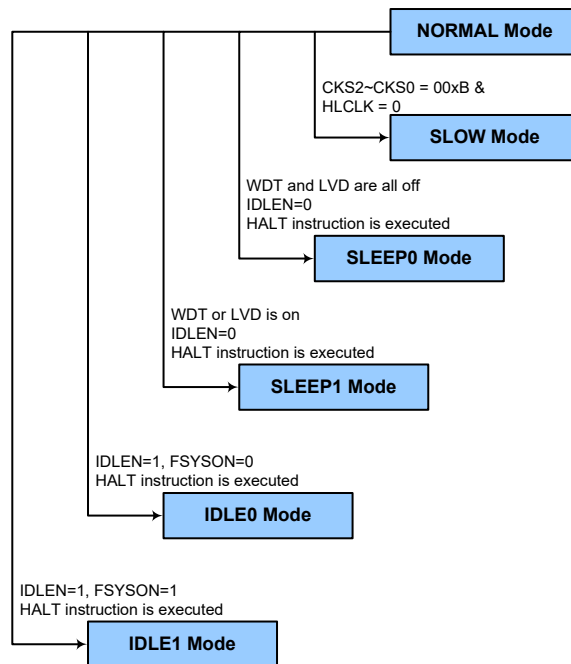 NORMAL Mode
CKS2~CKS0 = 00xB &
HLCLK = 0
SLOW Mode
WDT and LVD are all off
IDLEN=0
HALT instruction is executed
SLEEP0 Mode
WDT or LVD is on
IDLEN=0
HALT instruction is executed
SLEEP1 Mode
IDLEN=1, FSYSON=0
HALT instruction is executed
IDLE0 Mode
IDLEN=1, FSYSON=1
HALT instruction is executed
IDLE1 Mode